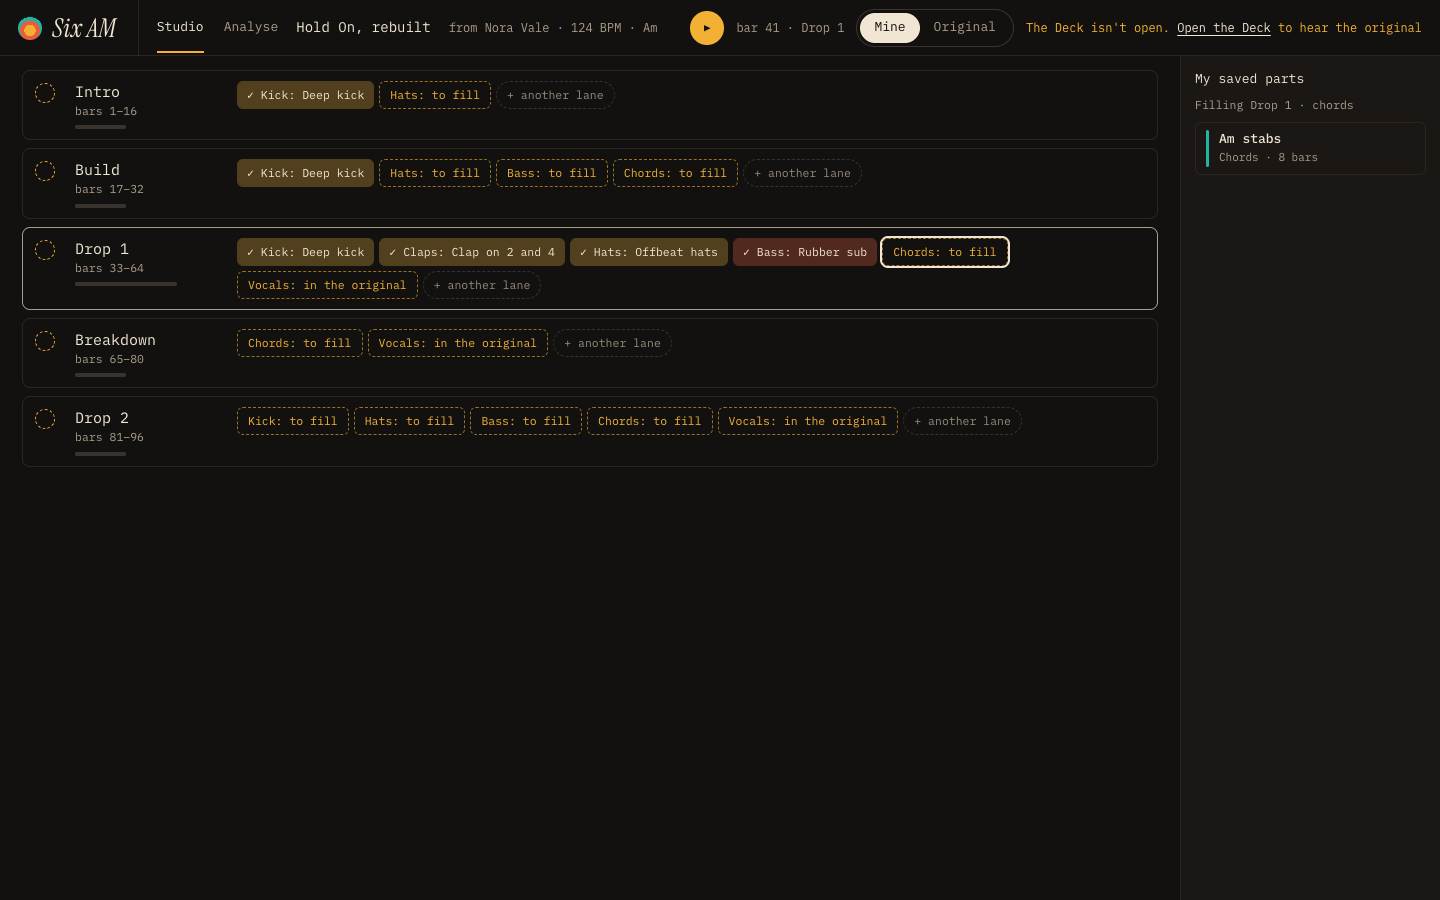 Six AM
Studio Analyse Hold On, rebuilt from Nora Vale · 124 BPM · Am ▶ bar 41 · Drop 1 Mine Original The Deck isn't open. Open the Deck to hear the original
Intro
bars 1–16
✓ Kick: Deep kick Hats: to fill + another lane
Build
bars 17–32
✓ Kick: Deep kick Hats: to fill Bass: to fill Chords: to fill + another lane
Drop 1
bars 33–64
✓ Kick: Deep kick ✓ Claps: Clap on 2 and 4 ✓ Hats: Offbeat hats ✓ Bass: Rubber sub Chords: to fill
Vocals: in the original + another lane
Breakdown
bars 65–80
Chords: to fill Vocals: in the original + another lane
Drop 2
bars 81–96
Kick: to fill Hats: to fill Bass: to fill Chords: to fill Vocals: in the original + another lane
My saved parts
Filling Drop 1 · chords
Am stabs
Chords · 8 bars